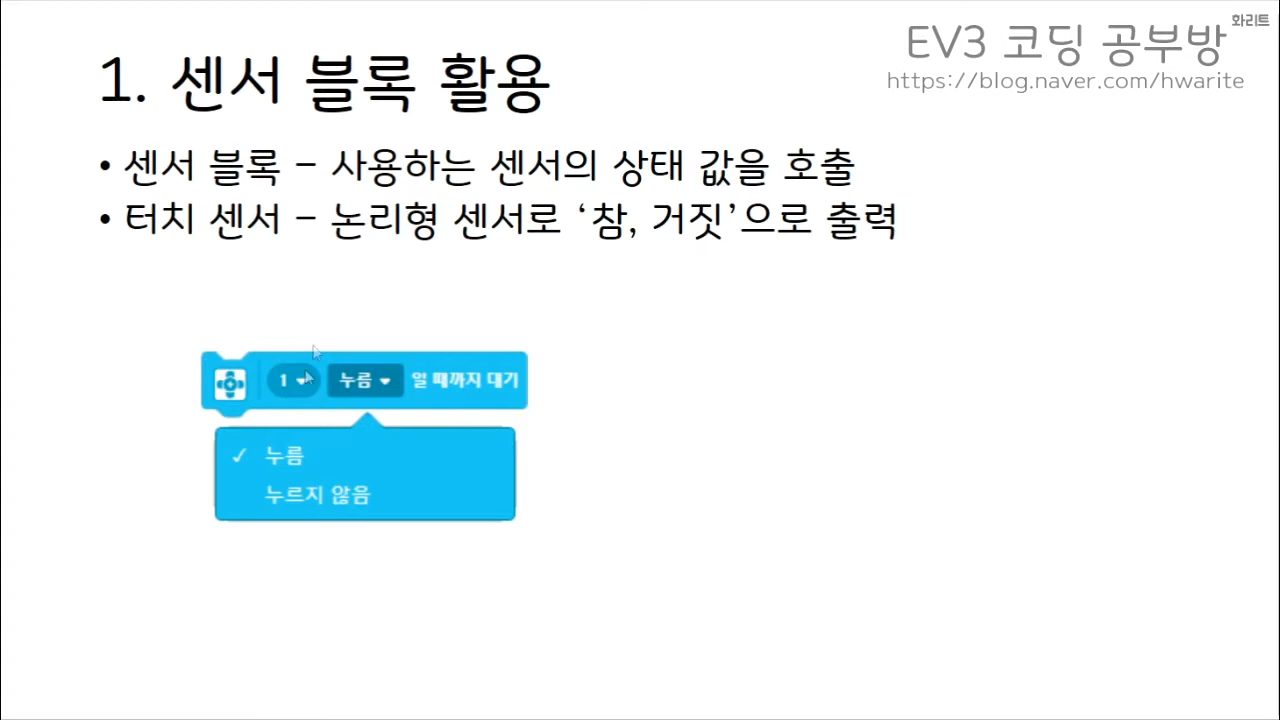 화리트
EV3 코딩 공부방
https://blog.naver.com/hwarite
1. 센서 블록 활용
• 센서 블록 – 사용하는 센서의 상태 값을 호출
• 터치 센서 – 논리형 센서로 ‘참, 거짓’으로 출력
1 누름 일 때까지 대기
✓ 누름
누르지 않음